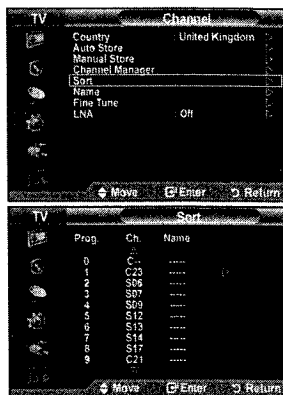 TV Channel
Country : United Kingdom
Auto Store
Manual Store
Channel Manager
Sort
Name
Fine Tune
LNA : Off
Move Enter Return
TV Sort
Prog. Ch. Name
0 C-- -----
1 C23 -----
2 S06 -----
3 S07 -----
4 S09 -----
5 S12 -----
6 S13 -----
7 S14 -----
8 S17 -----
9 C21 -----
Move Enter Return